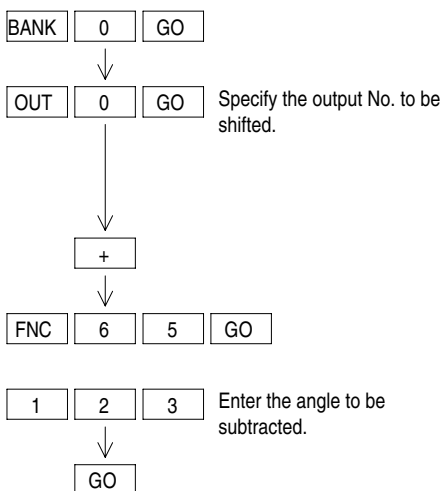 BANK 0 GO
OUT 0 GO Specify the output No. to be
shifted.
+
FNC 6 5 GO
1 2 3 Enter the angle to be
subtracted.
GO